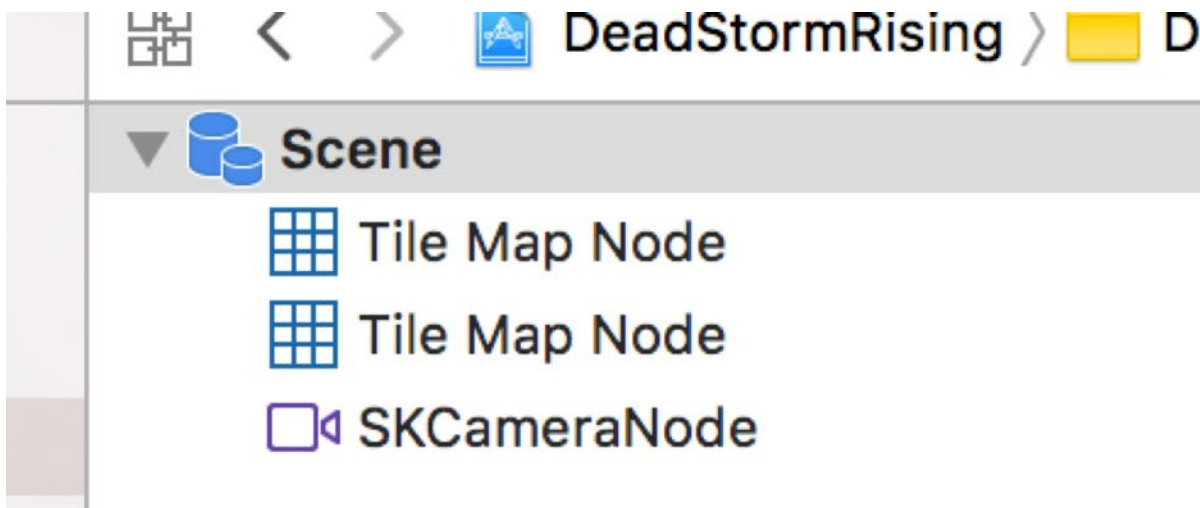 DeadStormRising D
Scene
Tile Map Node
Tile Map Node
SKCameraNode